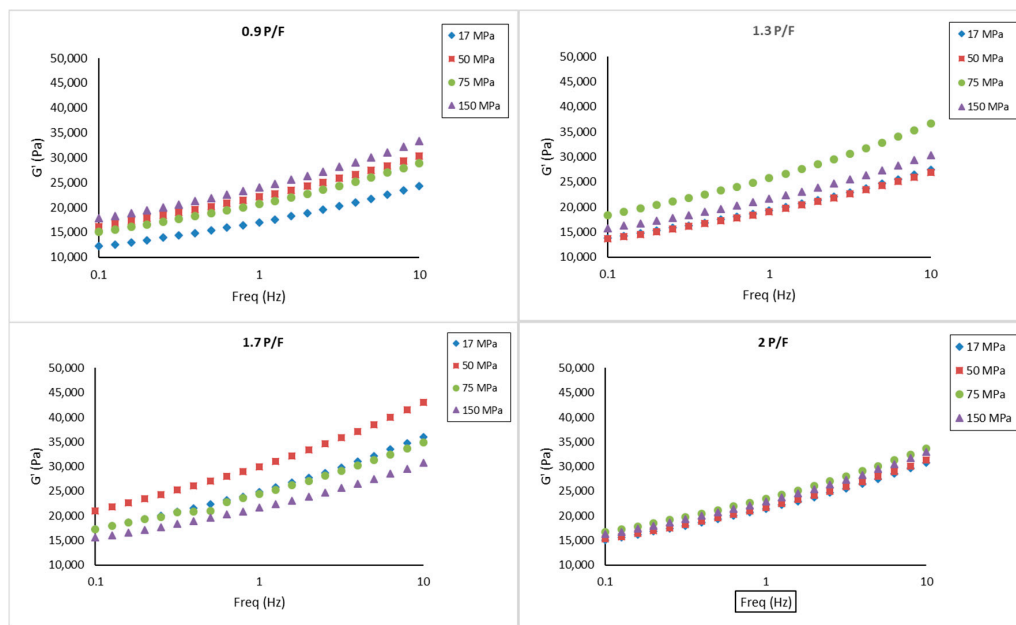 0.9 P/F
50,000
45,000
40,000
35,000
30,000
25,000
20,000
15,000
10,000
G' (Pa)
0.1
1
10
Freq (Hz)
17 MPa
50 MPa
75 MPa
150 MPa
1.3 P/F
50,000
45,000
40,000
35,000
30,000
25,000
20,000
15,000
10,000
G' (Pa)
0.1
1
10
Freq (Hz)
17 MPa
50 MPa
75 MPa
150 MPa
1.7 P/F
50,000
45,000
40,000
35,000
30,000
25,000
20,000
15,000
10,000
G' (Pa)
0.1
1
10
Freq (Hz)
17 MPa
50 MPa
75 MPa
150 MPa
2 P/F
50,000
45,000
40,000
35,000
30,000
25,000
20,000
15,000
10,000
G' (Pa)
0.1
1
10
Freq (Hz)
17 MPa
50 MPa
75 MPa
150 MPa